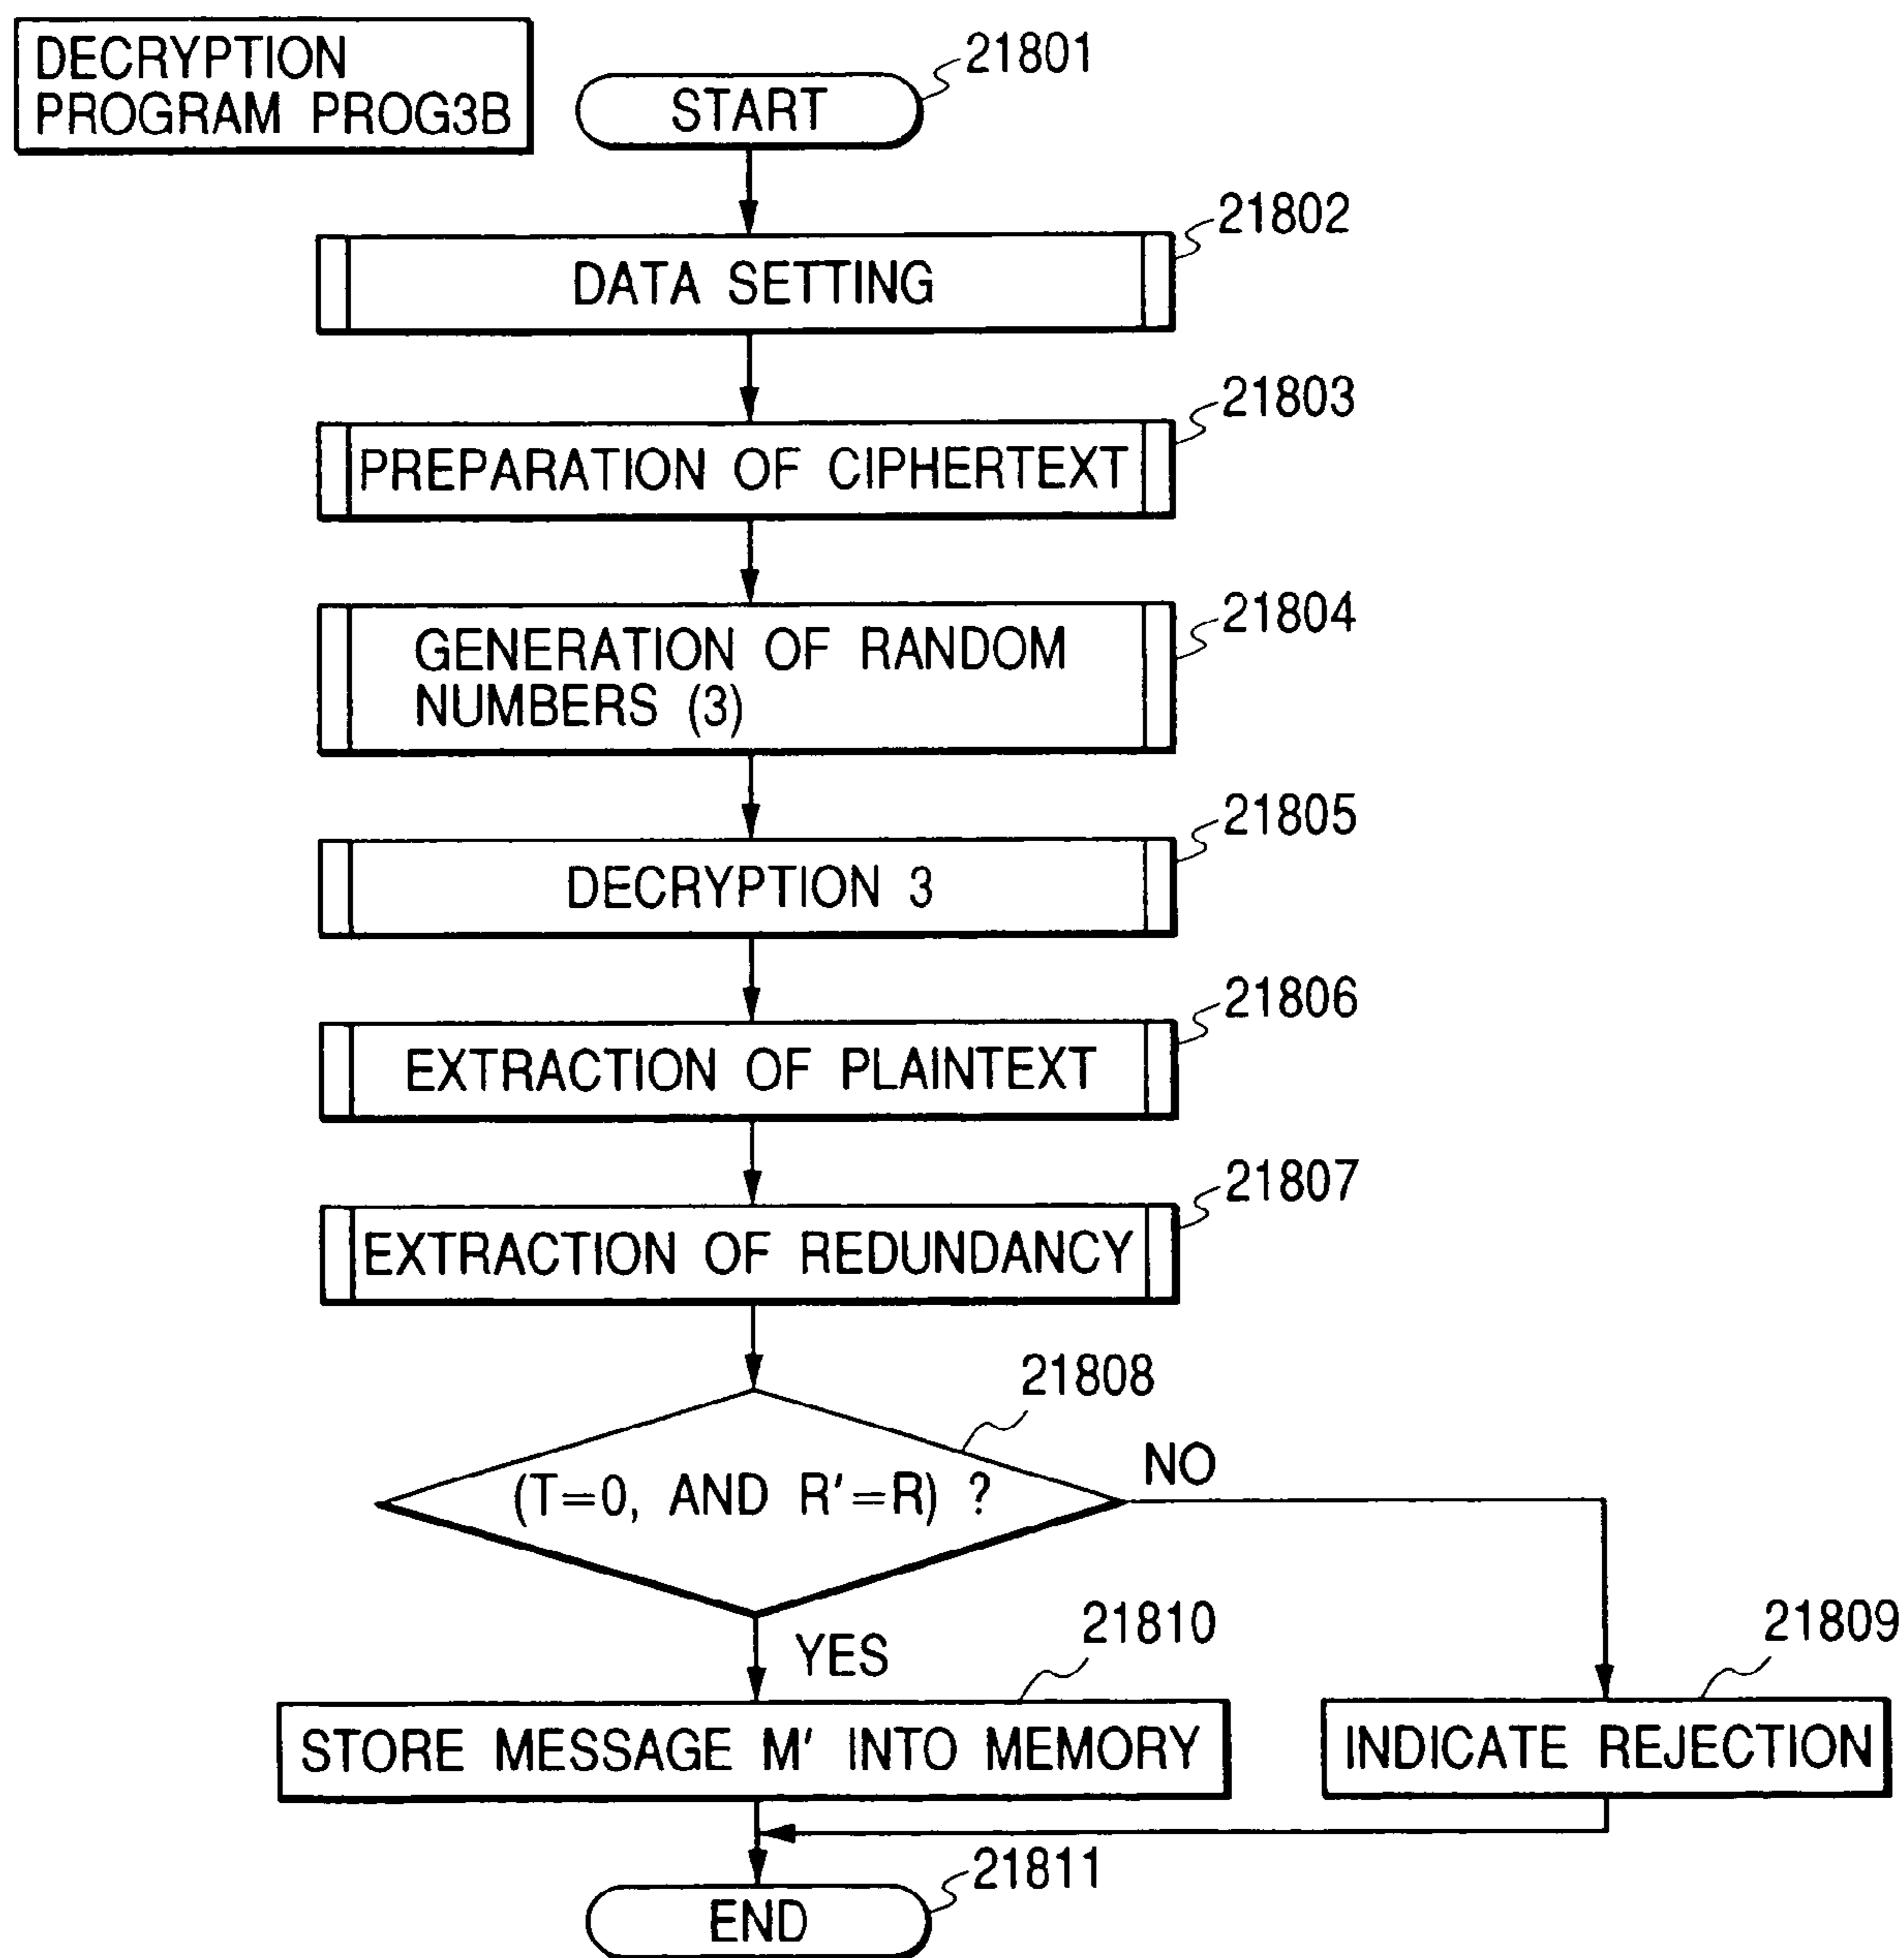 DECRYPTION
PROGRAM PROG3B
21801
START
21802
DATA SETTING
21803
PREPARATION OF CIPHERTEXT
21804
GENERATION OF RANDOM
NUMBERS (3)
21805
DECRYPTION 3
21806
EXTRACTION OF PLAINTEXT
21807
EXTRACTION OF REDUNDANCY
21808
(T=0, AND R'=R) ?
NO
YES
21810
21809
STORE MESSAGE M' INTO MEMORY
INDICATE REJECTION
21811
END